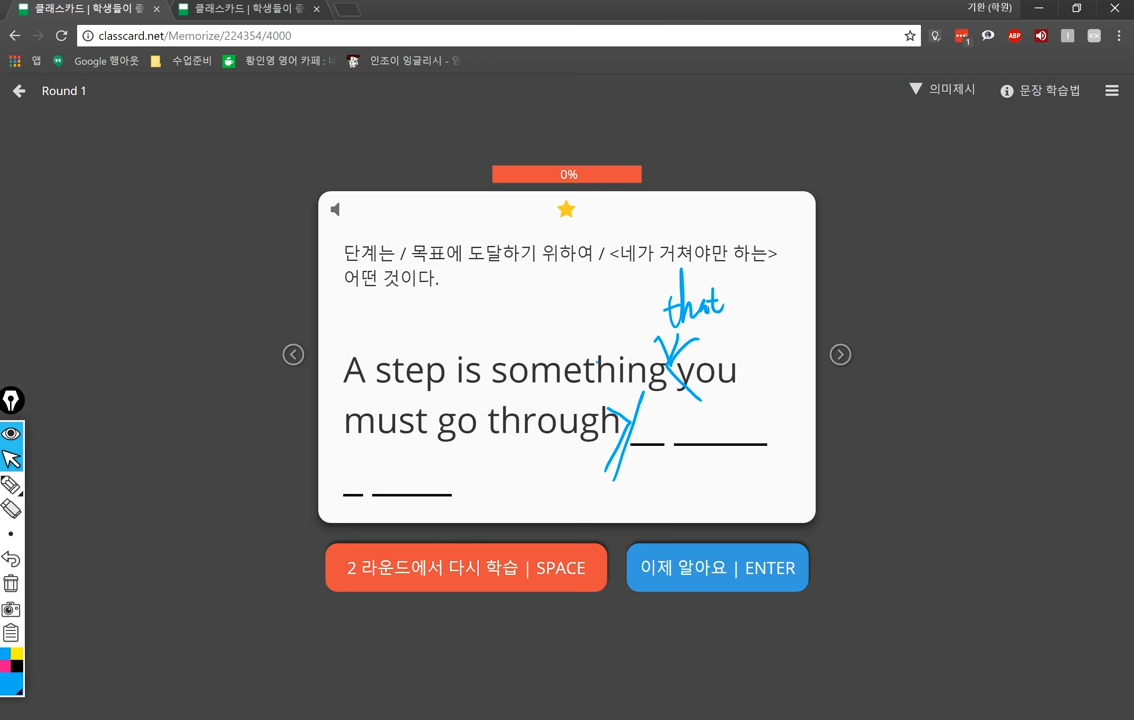 클래스카드 | 학생들이 좋
클래스카드 | 학생들이 좋
기환 (학원)
classcard.net/Memorize/224354/4000
앱
Google 행아웃
수업준비
황인영 영어 카페 : 네
인조이 잉글리시 -
Round 1
의미제시
문장 학습법
0%
단계는 / 목표에 도달하기 위하여 / <네가 거쳐야만 하는>
어떤 것이다.
that
A step is something you
must go through
2 라운드에서 다시 학습 | SPACE
이제 알아요 | ENTER